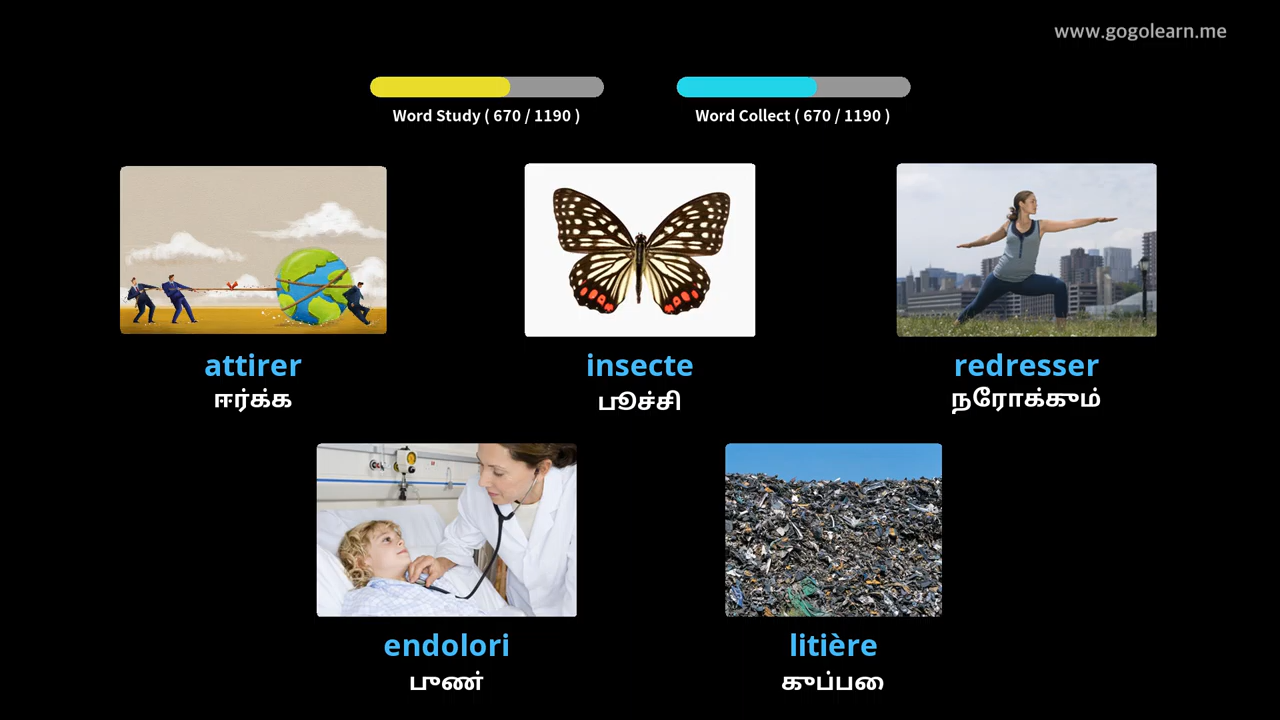 www.gogolearn.me
Word Study ( 670 / 1190 )
Word Collect ( 670 / 1190 )
attirer
insecte
redresser
ஈர்க்க
பூச்சி
நேரோக்கும்
endolori
litière
புண்
குப்பை